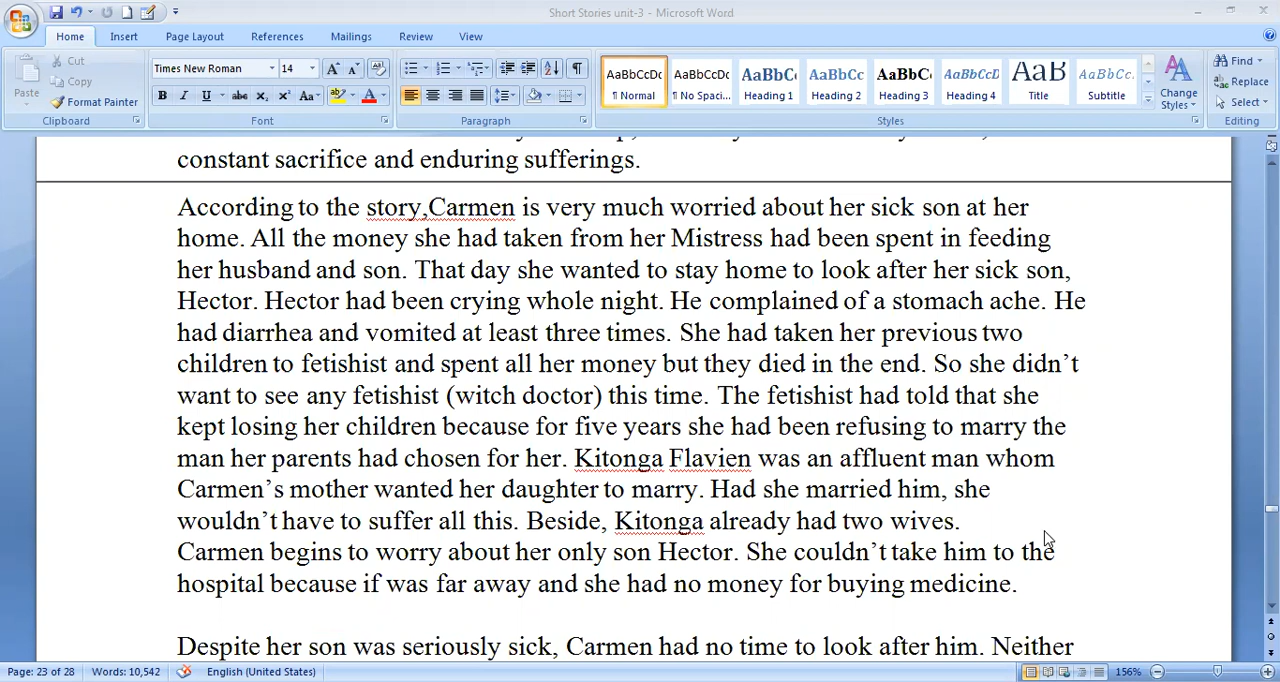 Short Stories unit-3 - Microsoft Word
Home Insert Page Layout References Mailings Review View
Paste
Cut
Copy
Format Painter
Clipboard
Times New Roman 14
Font
Paragraph
AaBbCcDc AaBbCcDc AaBbC AaBbCc AaBbCc AaBbCcD AaB AaBbCc.
¶ Normal ¶ No Spaci... Heading 1 Heading 2 Heading 3 Heading 4 Title Subtitle
Styles
Change
Styles
Find
Replace
Select
Editing
constant sacrifice and enduring sufferings.
According to the story,Carmen is very much worried about her sick son at her
home. All the money she had taken from her Mistress had been spent in feeding
her husband and son. That day she wanted to stay home to look after her sick son,
Hector. Hector had been crying whole night. He complained of a stomach ache. He
had diarrhea and vomited at least three times. She had taken her previous two
children to fetishist and spent all her money but they died in the end. So she didn’t
want to see any fetishist (witch doctor) this time. The fetishist had told that she
kept losing her children because for five years she had been refusing to marry the
man her parents had chosen for her. Kitonga Flavien was an affluent man whom
Carmen’s mother wanted her daughter to marry. Had she married him, she
wouldn’t have to suffer all this. Beside, Kitonga already had two wives.
Carmen begins to worry about her only son Hector. She couldn’t take him to the
hospital because if was far away and she had no money for buying medicine.
Despite her son was seriously sick, Carmen had no time to look after him. Neither
Page: 23 of 28 Words: 10,542 English (United States) 156%